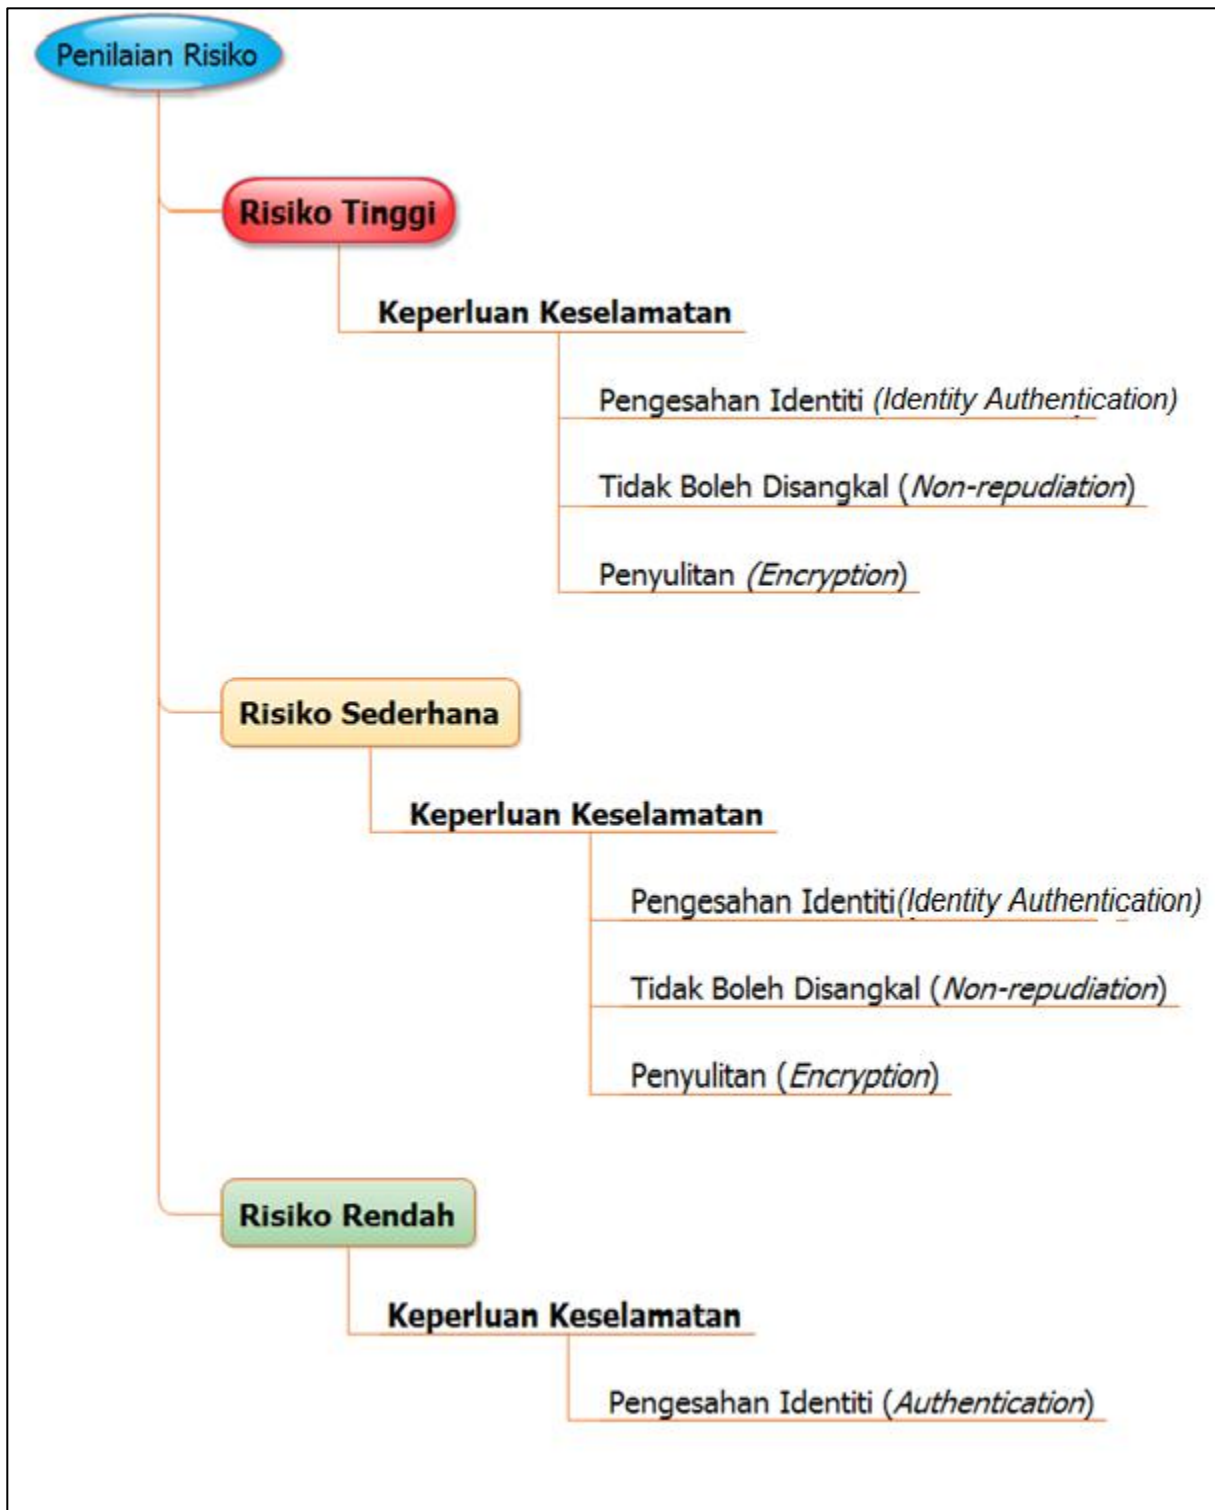 Penilaian Risiko
Risiko Tinggi
Keperluan Keselamatan
Pengesahan Identiti (Identity Authentication)
Tidak Boleh Disangkal (Non-repudiation)
Penyulitan (Encryption)
Risiko Sederhana
Keperluan Keselamatan
Pengesahan Identiti(Identity Authentication)
Tidak Boleh Disangkal (Non-repudiation)
Penyulitan (Encryption)
Risiko Rendah
Keperluan Keselamatan
Pengesahan Identiti (Authentication)